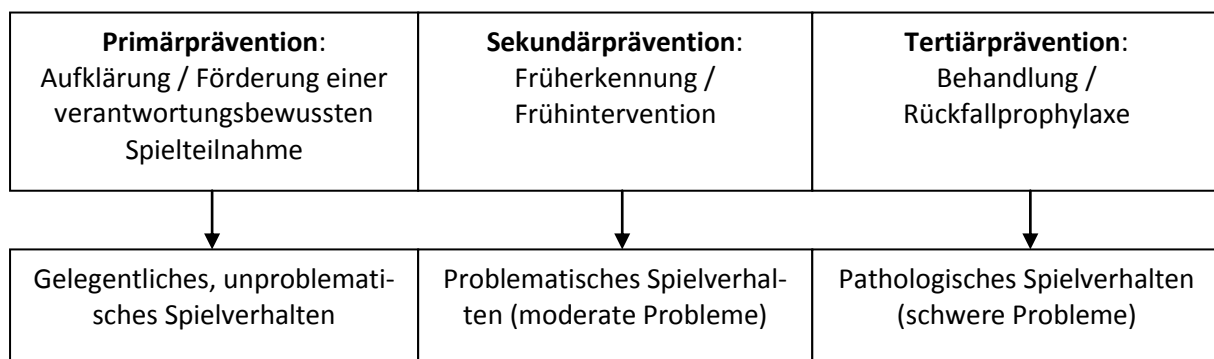 Primärprävention:
Aufklärung / Förderung einer
verantwortungsbewussten
Spielteilnahme
Sekundärprävention:
Früherkennung /
Frühintervention
Tertiärprävention:
Behandlung /
Rückfallprophylaxe
Gelegentliches, unproblemati-
sches Spielverhalten
Problematisches Spielverhal-
ten (moderate Probleme)
Pathologisches Spielverhalten
(schwere Probleme)